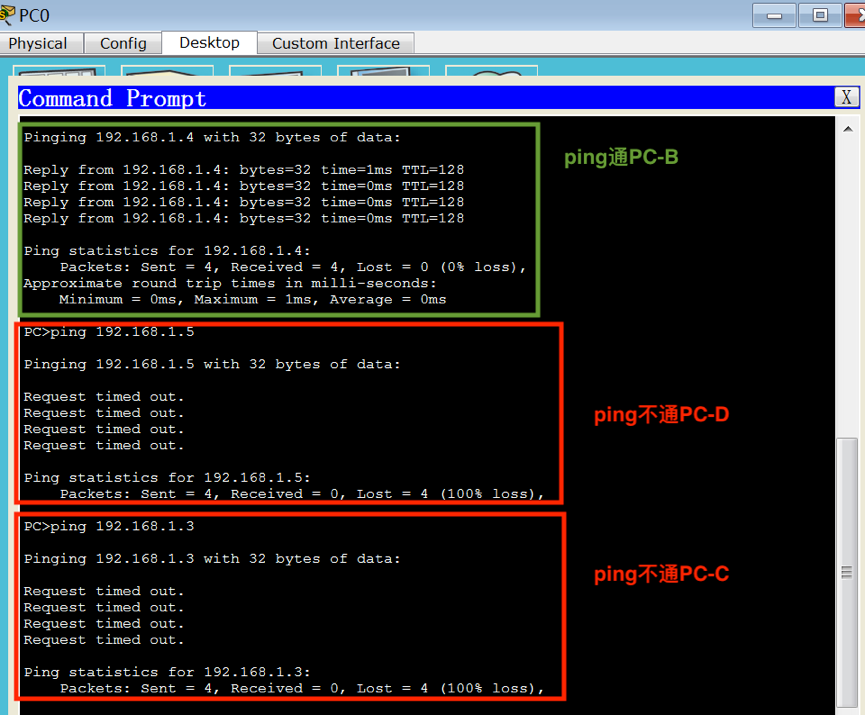 PC0
Physical Config Desktop Custom Interface
Command Prompt
X
Pinging 192.168.1.4 with 32 bytes of data:
ping通PC-B
Reply from 192.168.1.4: bytes=32 time=1ms TTL=128
Reply from 192.168.1.4: bytes=32 time=0ms TTL=128
Reply from 192.168.1.4: bytes=32 time=0ms TTL=128
Reply from 192.168.1.4: bytes=32 time=0ms TTL=128
Ping statistics for 192.168.1.4:
Packets: Sent = 4, Received = 4, Lost = 0 (0% loss),
Approximate round trip times in milli-seconds:
Minimum = 0ms, Maximum = 1ms, Average = 0ms
PC>ping 192.168.1.5
Pinging 192.168.1.5 with 32 bytes of data:
Request timed out.
Request timed out.
ping不通PC-D
Request timed out.
Request timed out.
Ping statistics for 192.168.1.5:
Packets: Sent = 4, Received = 0, Lost = 4 (100% loss),
PC>ping 192.168.1.3
Pinging 192.168.1.3 with 32 bytes of data:
ping不通PC-C
Request timed out.
Request timed out.
Request timed out.
Request timed out.
Ping statistics for 192.168.1.3:
Packets: Sent = 4, Received = 0, Lost = 4 (100% loss),